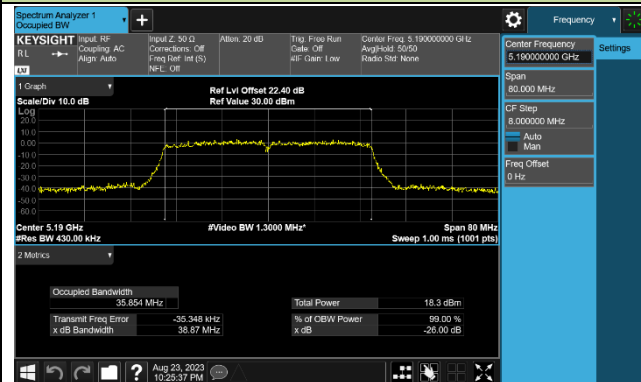 Spectrum Analyzer 1
Occupied BW
Frequency
KEYSIGHT
RL
LXI
Input: RF
Coupling: AC
Align: Auto
Input Z: 50 Ω
Corrections: Off
Freq Ref: Int (S)
NFE: Off
Atten: 20 dB
Trig: Free Run
Gate: Off
#IF Gain: Low
Center Freq: 5.190000000 GHz
Avg|Hold: 50/50
Radio Std: None
1 Graph
Scale/Div 10.0 dB
Ref Lvl Offset 22.40 dB
Ref Value 30.00 dBm
Log
20.0
10.0
0.00
-10.0
-20.0
-30.0
-40.0
-50.0
-60.0
Center 5.19 GHz
#Res BW 430.00 kHz
#Video BW 1.3000 MHz*
Span 80 MHz
Sweep 1.00 ms (1001 pts)
2 Metrics
Occupied Bandwidth
35.854 MHz
Total Power 18.3 dBm
Transmit Freq Error -35.348 kHz
% of OBW Power 99.00 %
x dB Bandwidth 38.87 MHz
x dB -26.00 dB
Center Frequency
5.190000000 GHz
Settings
Span
80.000 MHz
CF Step
8.000000 MHz
Auto
Man
Freq Offset
0 Hz
?
Aug 23, 2023
10:25:37 PM